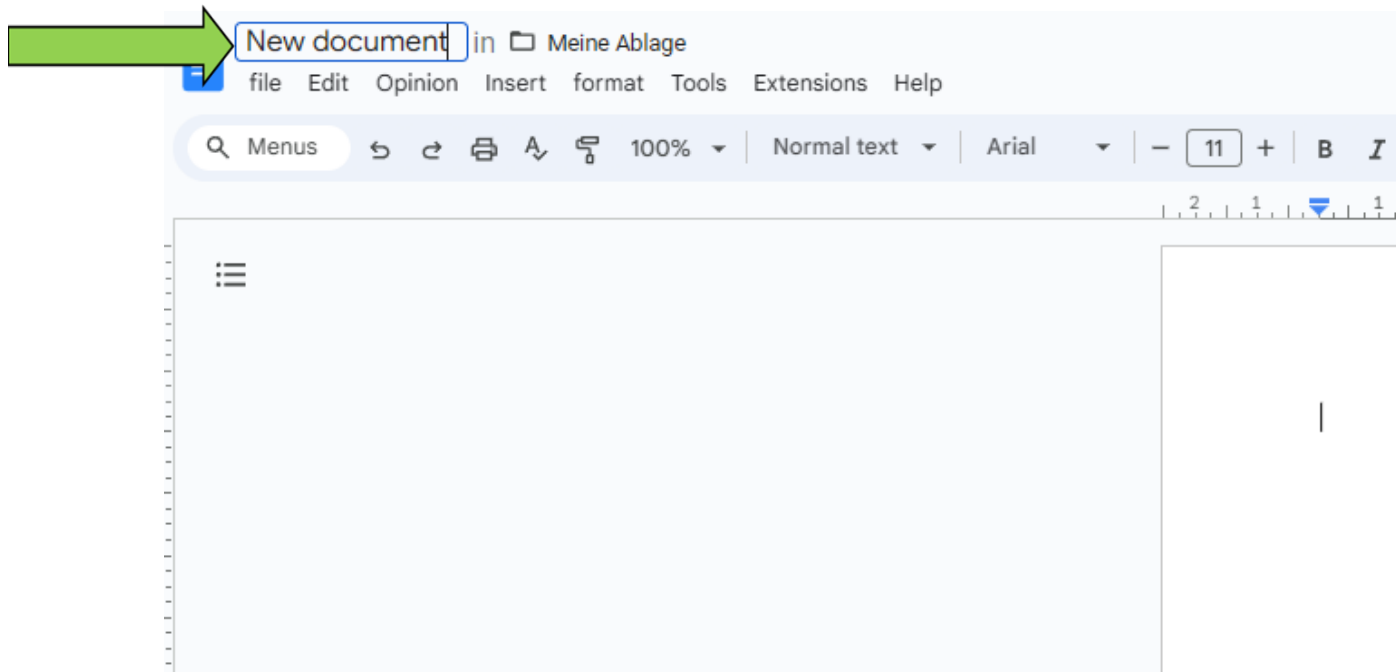 New document in Meine Ablage
file Edit Opinion Insert format Tools Extensions Help
Menus 100% Normal text Arial 11 B I
2 1 1